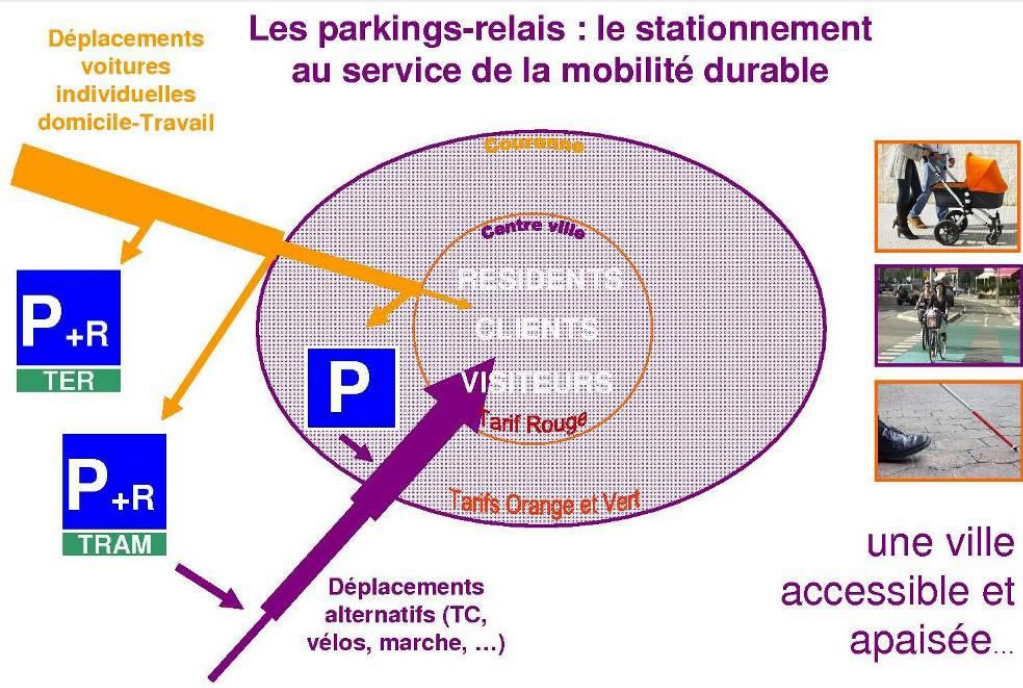 Les parkings-relais : le stationnement
au service de la mobilité durable
Déplacements
voitures
individuelles
domicile-Travail
Couronne
Centre ville
RESIDENTS
CLIENTS
VISITEURS
Tarif Rouge
Tarifs Orange et Vert
P+R
TER
P
P+R
TRAM
Déplacements
alternatifs (TC,
vélos, marche, ...)
une ville
accessible et
apaisée...